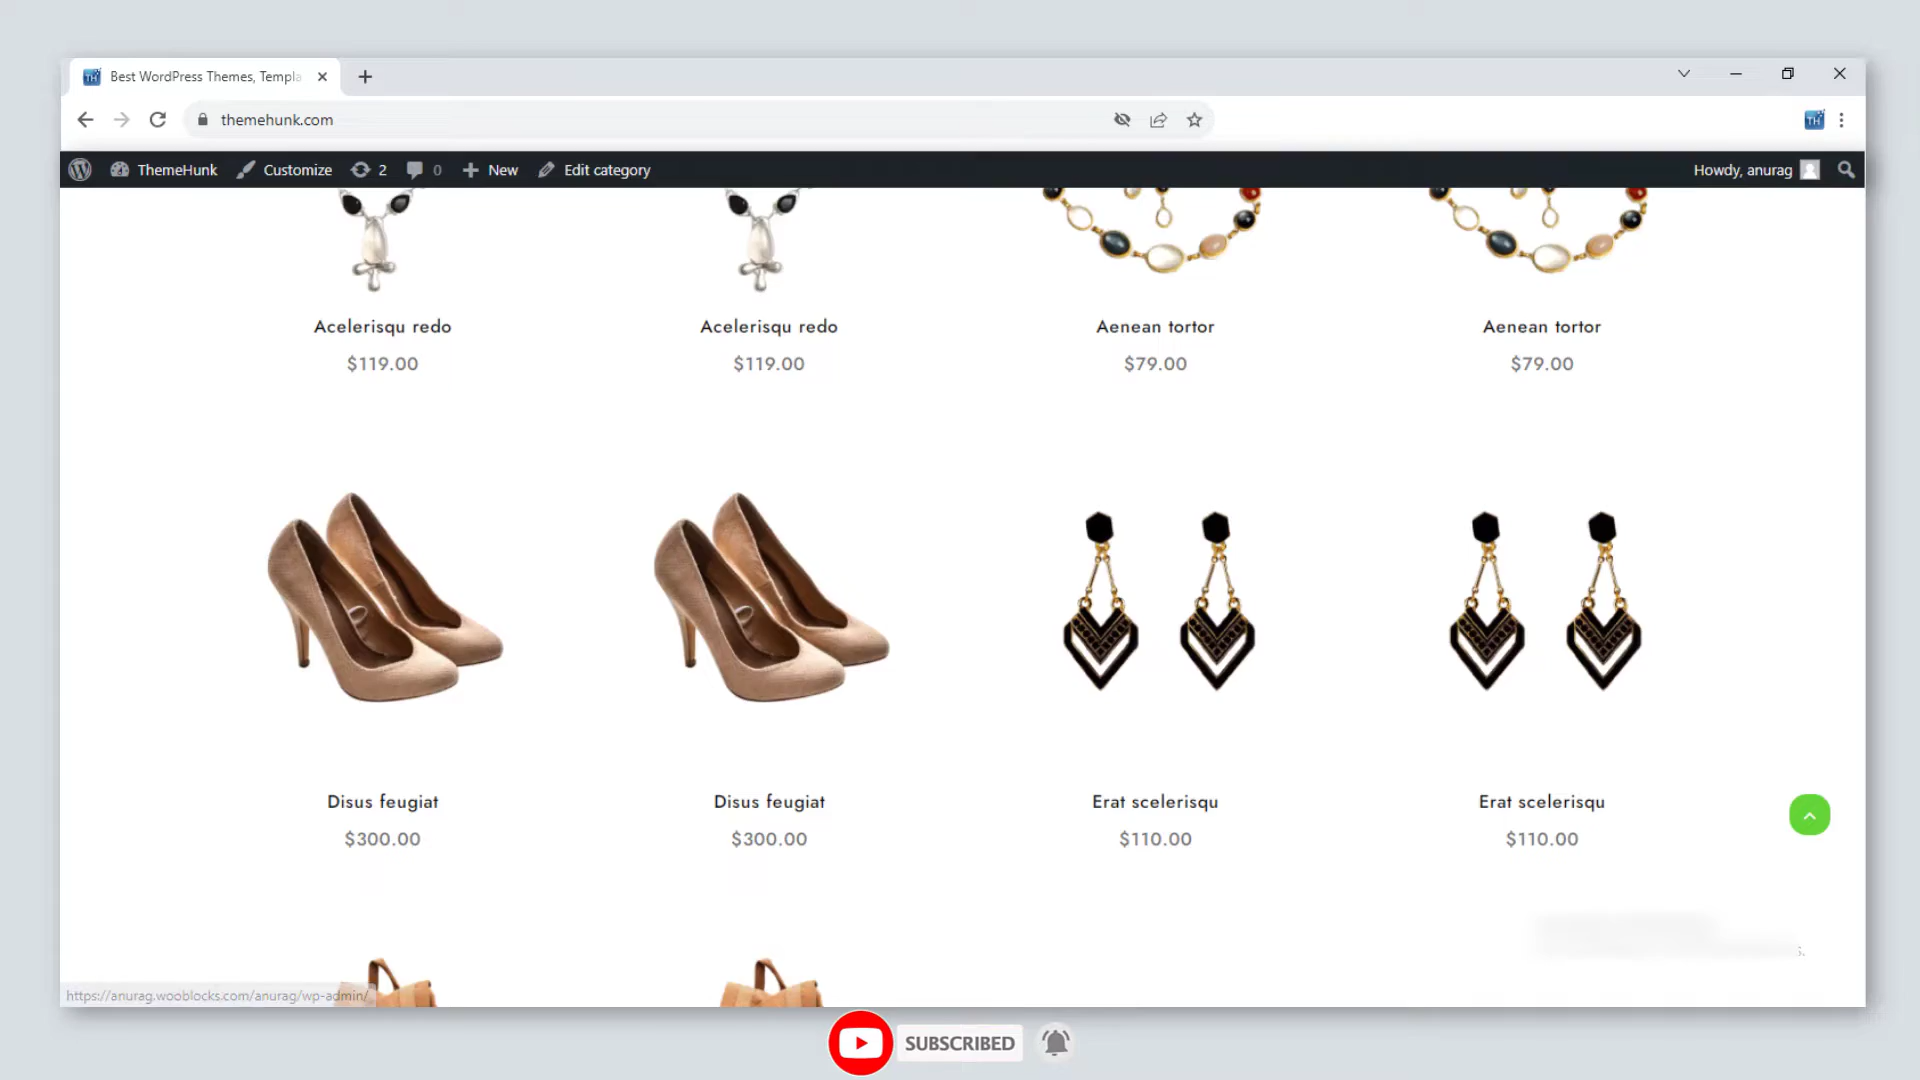 Best WordPress Themes, Templa
themehunk.com
ThemeHunk Customize 2 0 New Edit category Howdy, anurag
Acelerisqu redo Acelerisqu redo Aenean tortor Aenean tortor
$119.00 $119.00 $79.00 $79.00
Disus feugiat Disus feugiat Erat scelerisqu Erat scelerisqu
$300.00 $300.00 $110.00 $110.00
https://anurag.wooblocks.com/anurag/wp-admin/
SUBSCRIBED